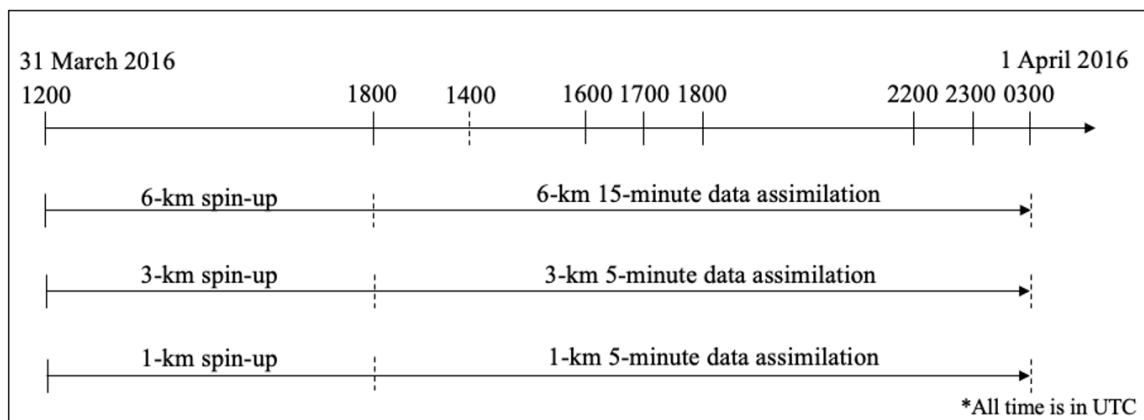 31 March 2016 1 April 2016
1200 1800 1400 1600 1700 1800 2200 2300 0300
6-km spin-up 6-km 15-minute data assimilation
3-km spin-up 3-km 5-minute data assimilation
1-km spin-up 1-km 5-minute data assimilation
*All time is in UTC